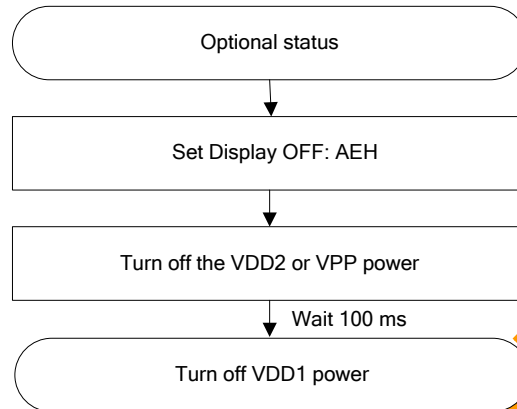 Optional status
Set Display OFF: AEH
Turn off the VDD2 or VPP power
Wait 100 ms
Turn off VDD1 power